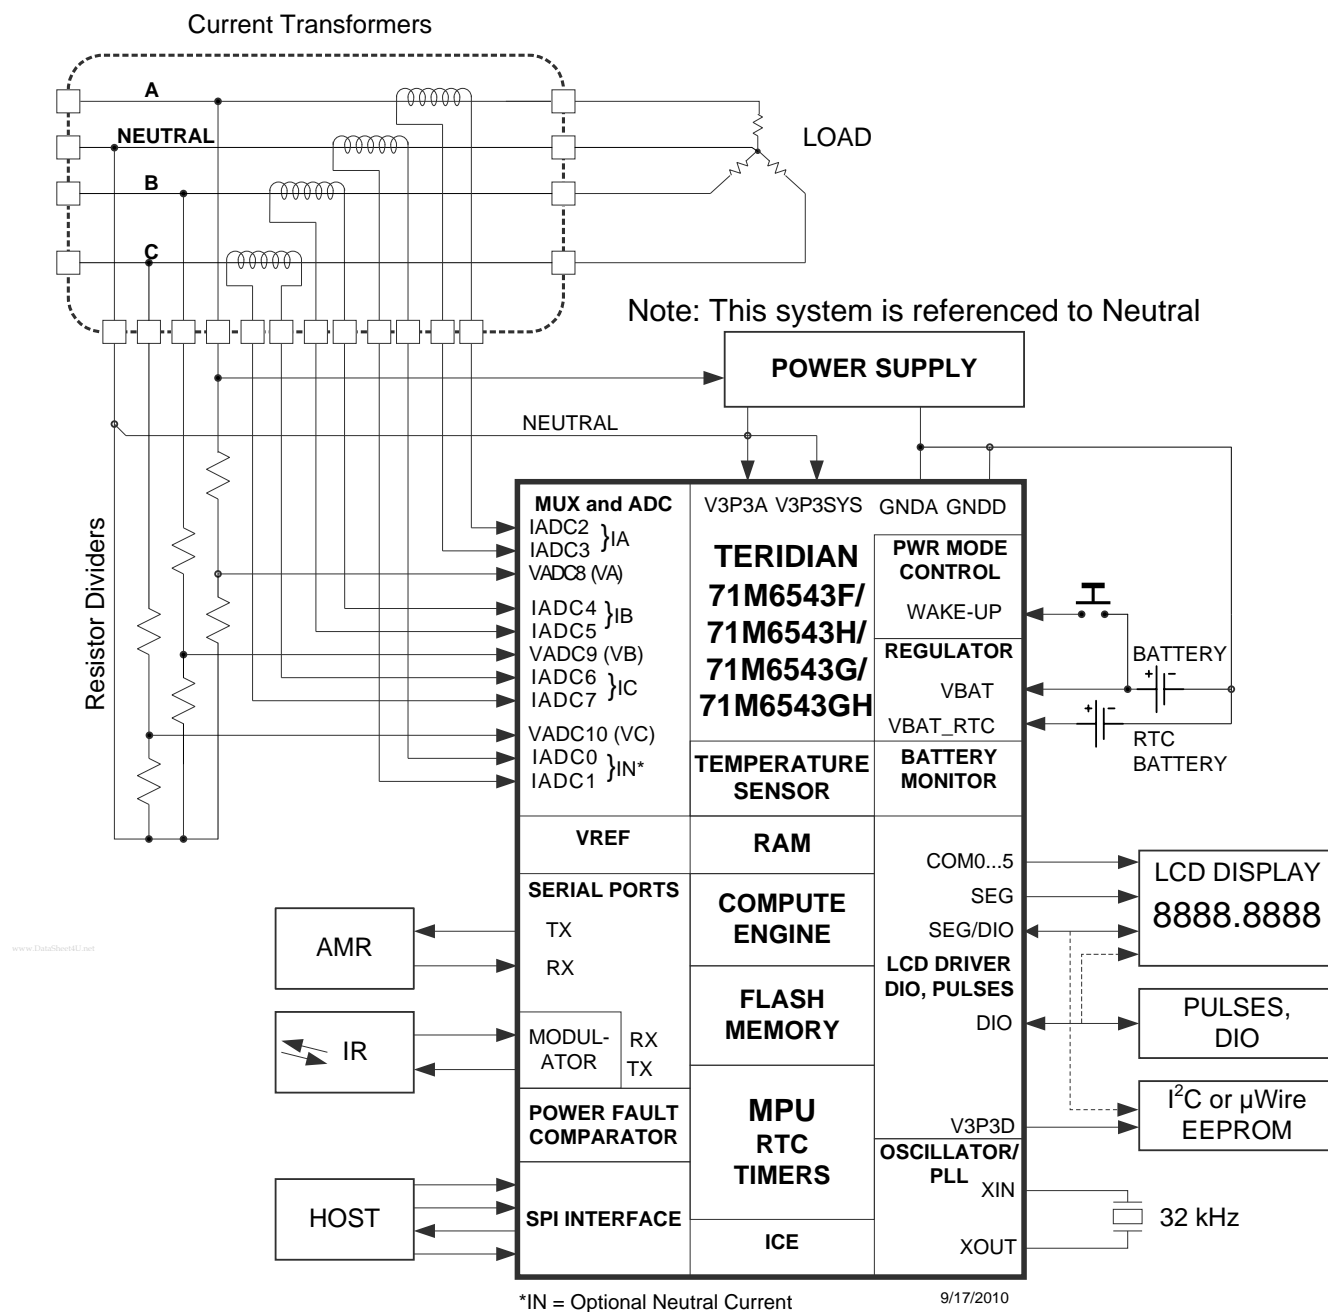 Current Transformers
A
NEUTRAL
B
C
LOAD
Note: This system is referenced to Neutral
POWER SUPPLY
NEUTRAL
Resistor Dividers
MUX and ADC
IADC2
IADC3
}IA
VADC8 (VA)
IADC4
IADC5
}IB
VADC9 (VB)
IADC6
IADC7
}IC
VADC10 (VC)
IADC0
IADC1
}IN*
V3P3A V3P3SYS
GNDA GNDD
TERIDIAN
71M6543F/
71M6543H/
71M6543G/
71M6543GH
PWR MODE
CONTROL
WAKE-UP
REGULATOR
VBAT
VBAT_RTC
BATTERY
+ -
+ -
RTC
BATTERY
TEMPERATURE
SENSOR
BATTERY
MONITOR
VREF
RAM
SERIAL PORTS
TX
RX
COMPUTE
ENGINE
COM0...5
SEG
SEG/DIO
LCD DRIVER
DIO, PULSES
DIO
LCD DISPLAY
8888.8888
AMR
www.DataSheet4U.net
FLASH
MEMORY
PULSES,
DIO
IR
MODUL-
ATOR
RX
TX
I²C or µWire
EEPROM
POWER FAULT
COMPARATOR
MPU
RTC
TIMERS
V3P3D
OSCILLATOR/
PLL
XIN
XOUT
32 kHz
HOST
SPI INTERFACE
ICE
*IN = Optional Neutral Current
9/17/2010